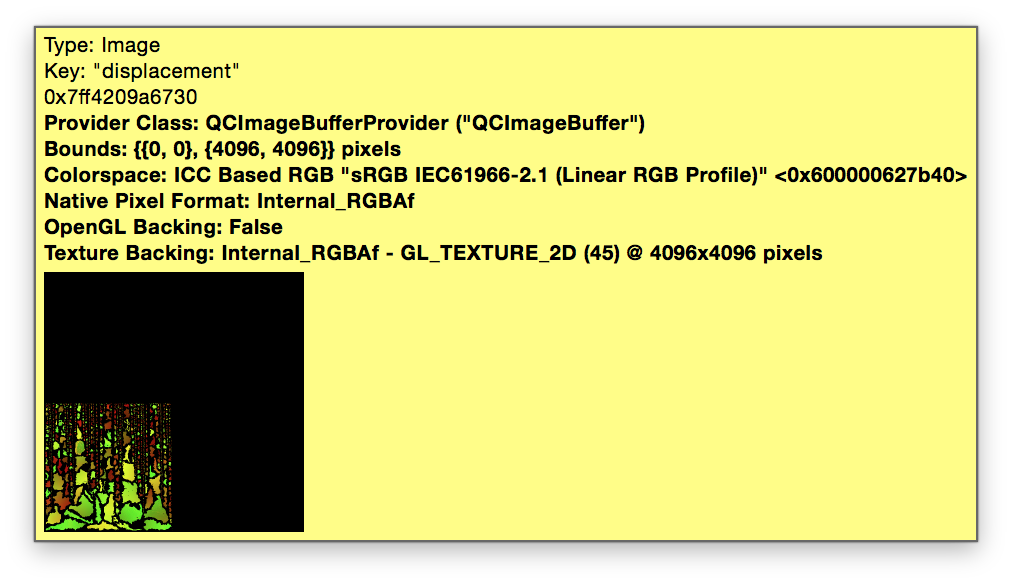 Type: Image
Key: "displacement"
0x7ff4209a6730
Provider Class: QCImageBufferProvider ("QCImageBuffer")
Bounds: {{0, 0}, {4096, 4096}} pixels
Colorspace: ICC Based RGB "sRGB IEC61966-2.1 (Linear RGB Profile)" <0x600000627b40>
Native Pixel Format: Internal_RGBAf
OpenGL Backing: False
Texture Backing: Internal_RGBAf - GL_TEXTURE_2D (45) @ 4096x4096 pixels